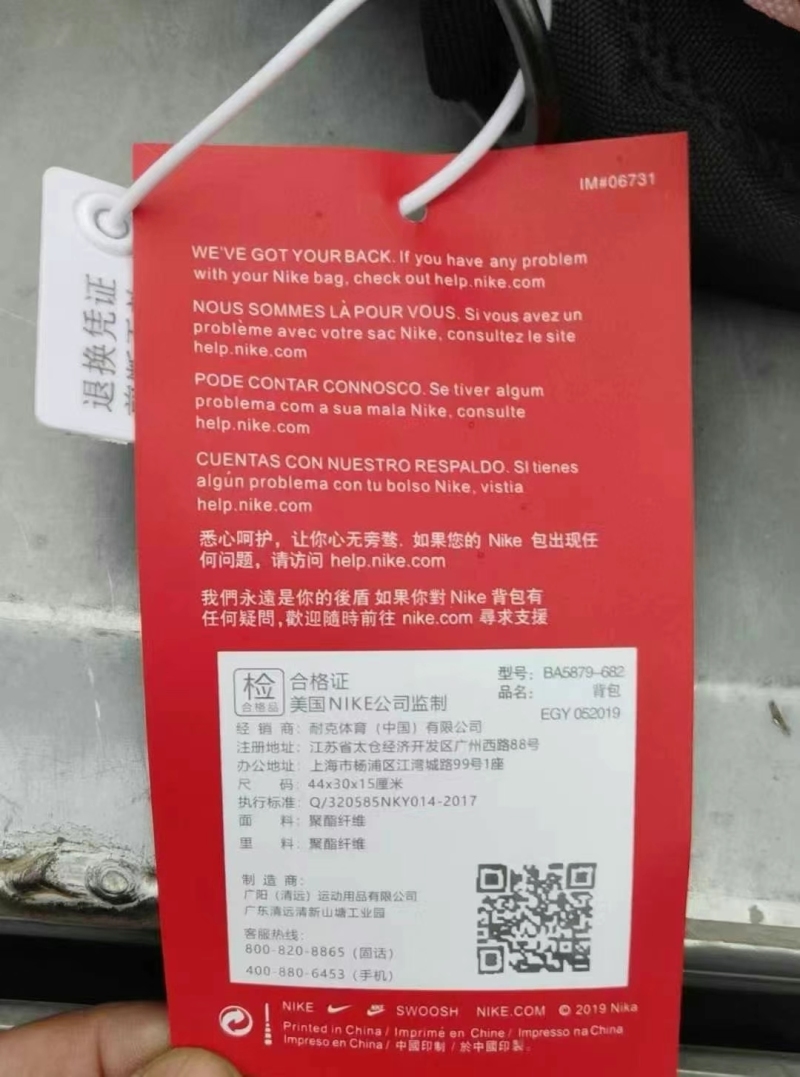 IM#06731
WE'VE GOT YOUR BACK. If you have any problem
with your Nike bag, check out help.nike.com
NOUS SOMMES LÀ POUR VOUS. Si vous avez un
problème avec votre sac Nike, consultez le site
help.nike.com
PODE CONTAR CONNOSCO. Se tiver algum
problema com a sua mala Nike, consulte
help.nike.com
CUENTAS CON NUESTRO RESPALDO. SI tienes
algún problema con tu bolso Nike, vistia
help.nike.com
悉心呵护，让你心无旁骛. 如果您的 Nike 包出现任
何问题，请访问 help.nike.com
我們永遠是你的後盾 如果你對 Nike 背包有
任何疑問,歡迎隨時前往 nike.com 尋求支援
退换凭证
检
合格品
合格证
美国NIKE公司监制
型号：BA5879-682
品名：背包
EGY 052019
经销商：耐克体育（中国）有限公司
注册地址：江苏省太仓经济开发区广州西路88号
办公地址：上海市杨浦区江湾城路99号1座
尺码：44x30x15厘米
执行标准：Q/320585NKY014-2017
面料：聚酯纤维
里料：聚酯纤维
制造商：
广阳（清远）运动用品有限公司
广东清远清新山塘工业园
客服热线：
800-820-8865（固话）
400-880-6453（手机）
NIKE SWOOSH NIKE.COM © 2019 Nika
Printed in China / Imprimé en Chine / Impresso na China
Impreso en China / 中國印制 / 於中國印製。